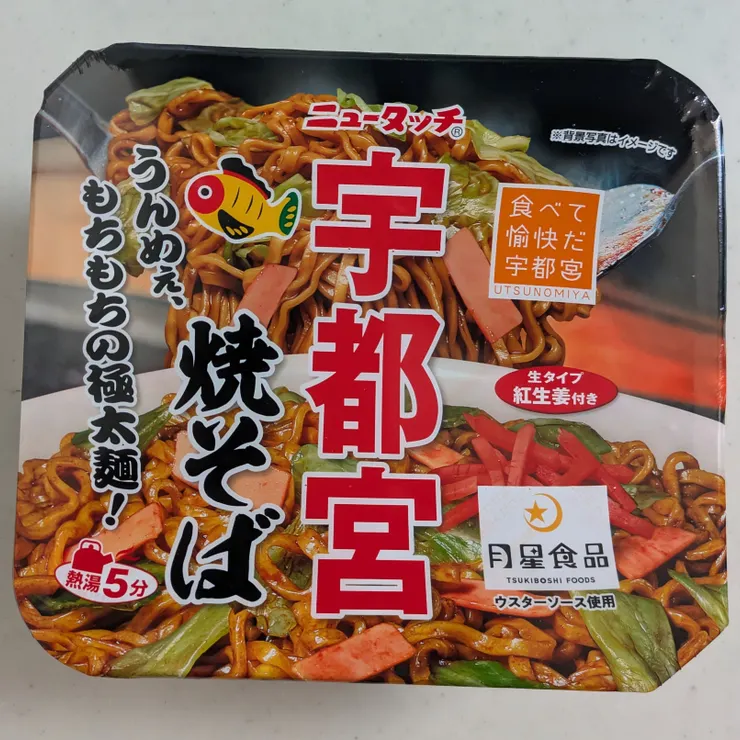 ニュータッチ®
※背景写真はイメージです
宇都宮
焼そば
うんめぇ、
もちもちの極太麺!
食べて
愉快だ
宇都宮
UTSUNOMIYA
生タイプ
紅生姜付き
月星食品
TSUKIBOSHI FOODS
ウスターソース使用
熱湯5分